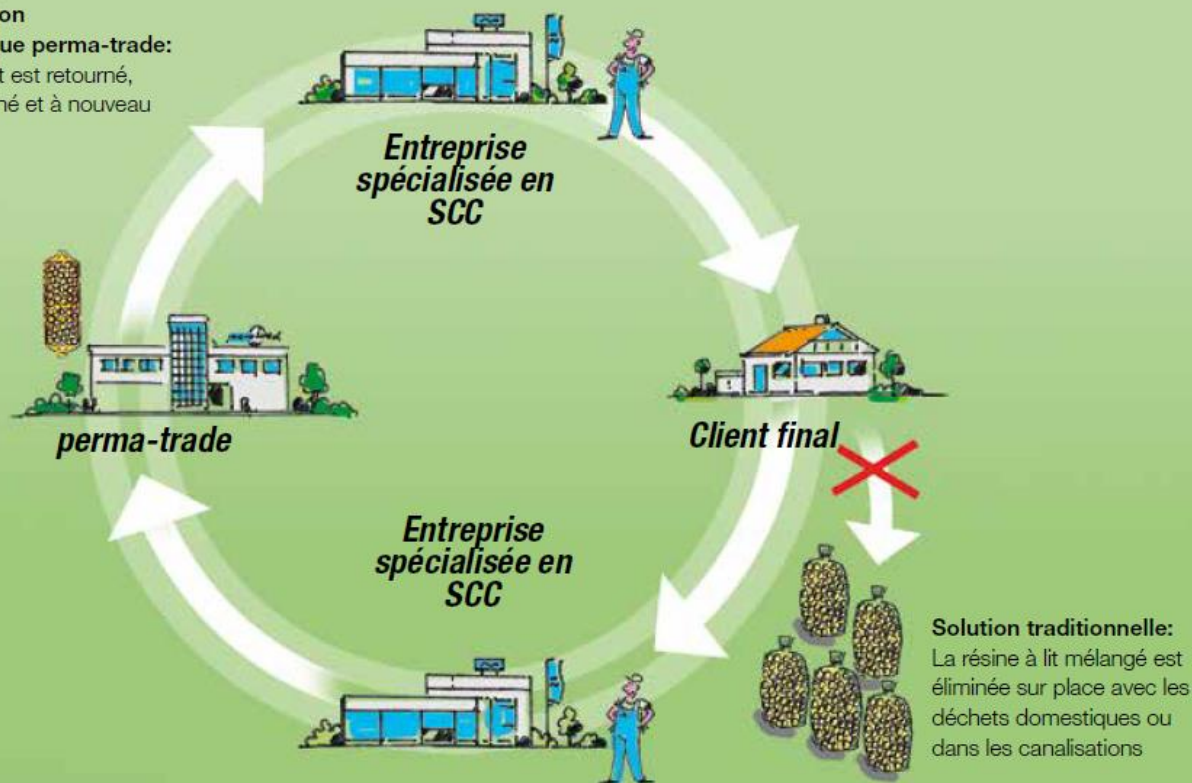 on
ue perma-trade:
t est retourné,
né et à nouveau
Entreprise
spécialisée en
SCC
perma-trade
Client final
Entreprise
spécialisée en
SCC
Solution traditionnelle:
La résine à lit mélangé est
éliminée sur place avec les
déchets domestiques ou
dans les canalisations